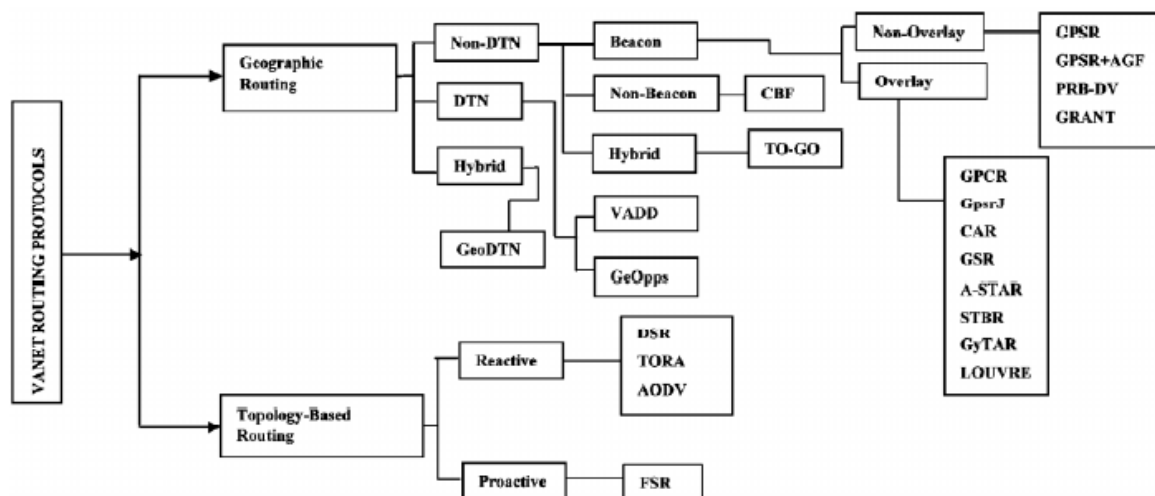 VANET ROUTING PROTOCOLS
Geographic
Routing
Non-DTN
DTN
Hybrid
GeoDTN
Beacon
Non-Beacon
CBF
Hybrid
TO-GO
VADD
GeOpps
Non-Overlay
Overlay
GPSR
GPSR+AGF
PRB-DV
GRANT
GPCR
GpsrJ
CAR
GSR
A-STAR
STBR
GyTAR
LOUVRE
Topology-Based
Routing
Reactive
DSR
TORA
AODV
Proactive
FSR